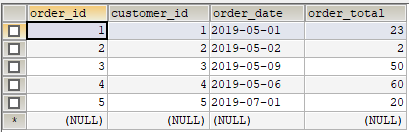 order_id customer_id order_date order_total
1 1 2019-05-01 23
2 2 2019-05-02 2
3 3 2019-05-09 50
4 4 2019-05-06 60
5 5 2019-07-01 20
* (NULL) (NULL) (NULL) (NULL)